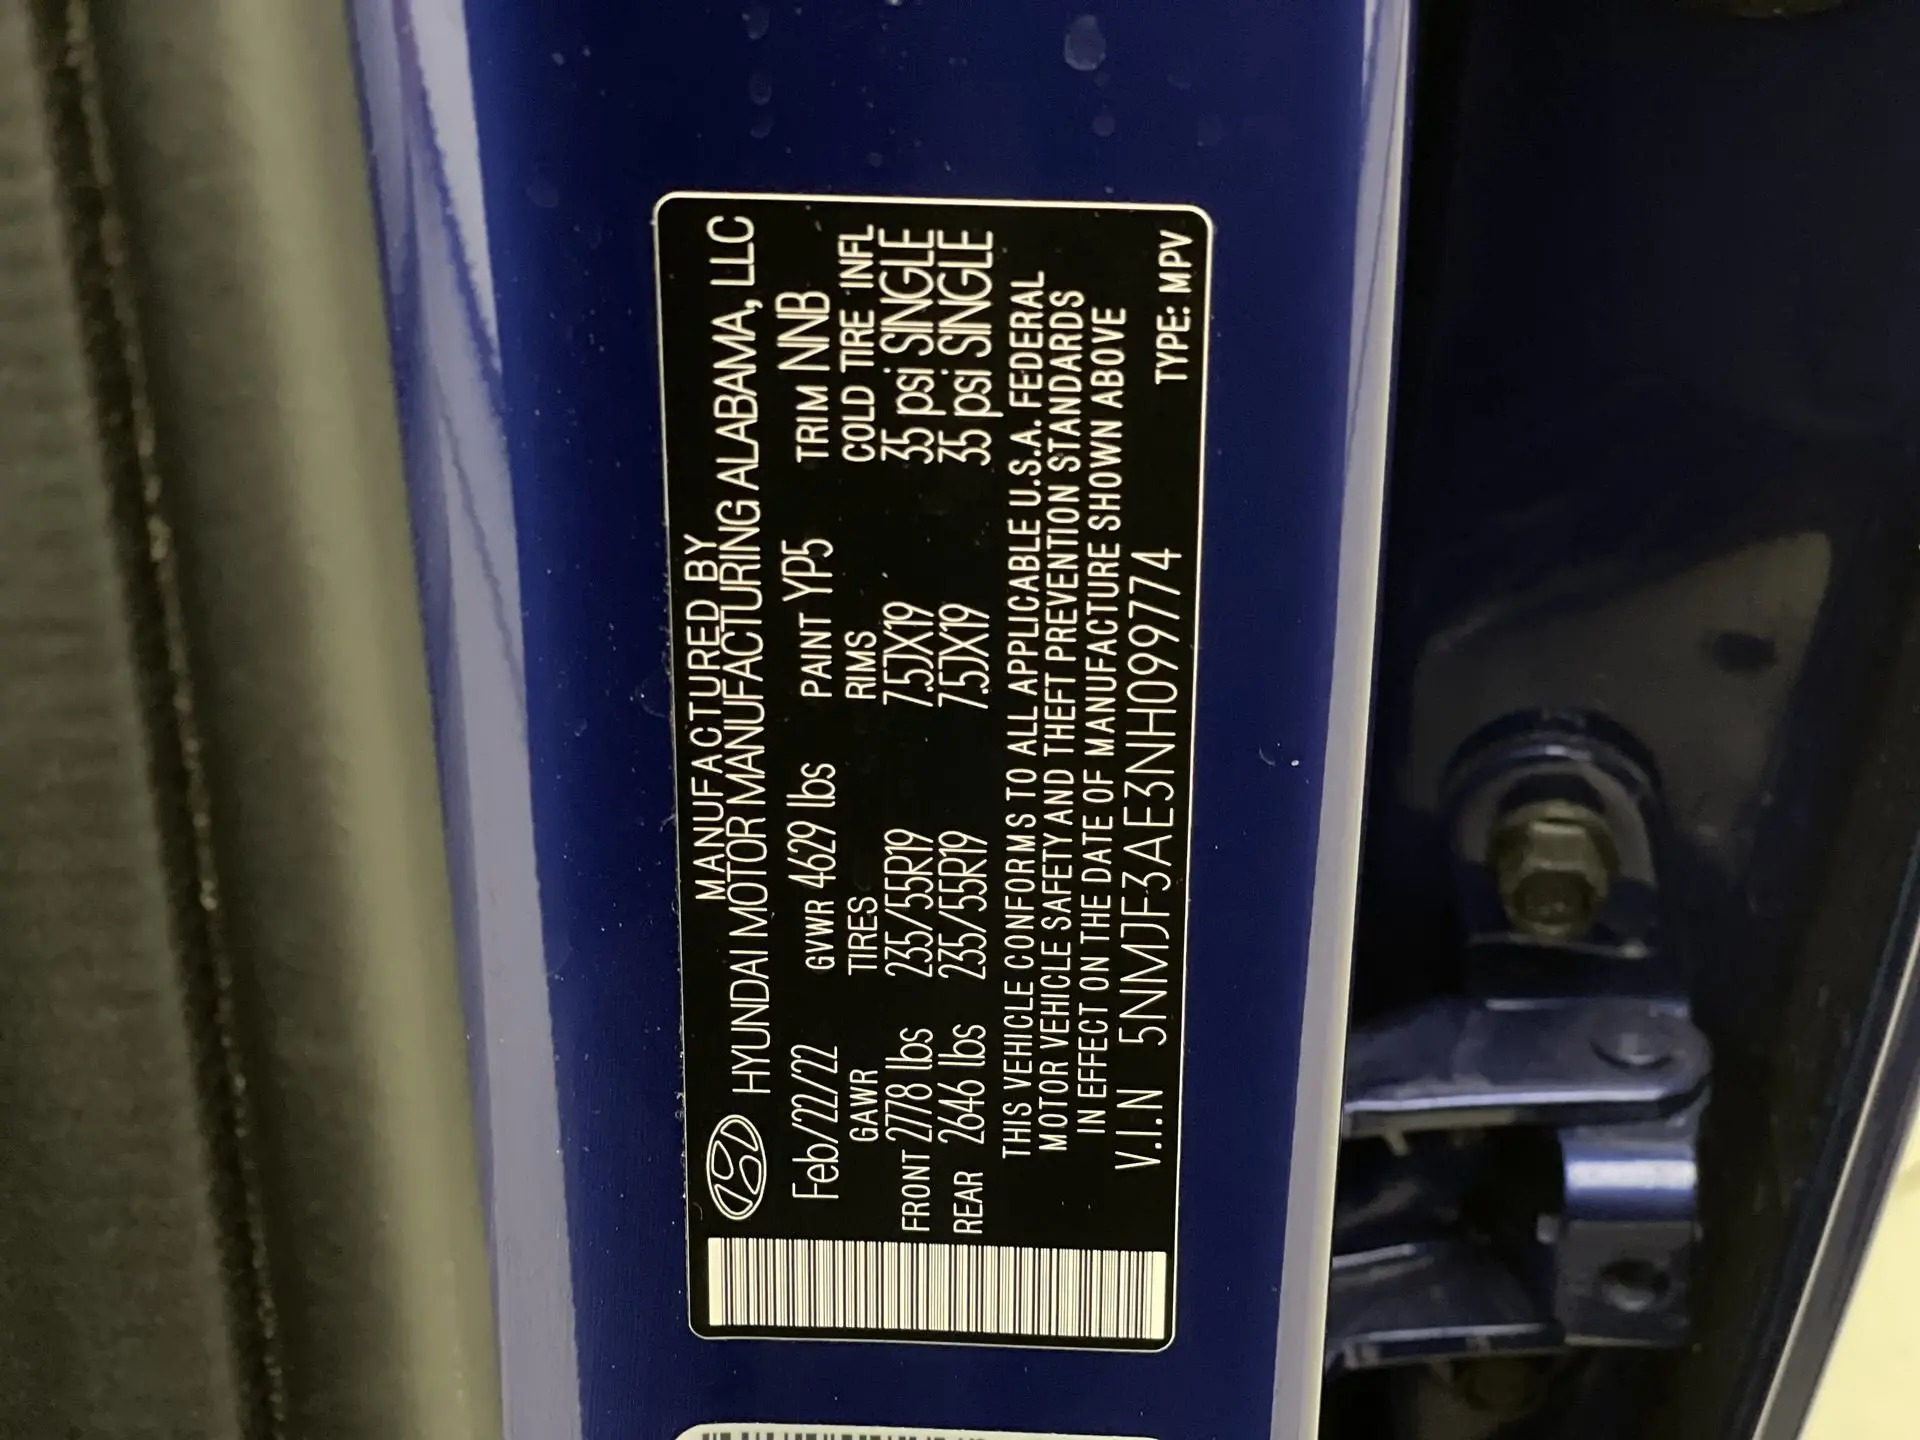 MANUFACTURED BY
HYUNDAI MOTOR MANUFACTURING ALABAMA, LLC
Feb/22/22 GVWR 4629 lbs PAINT YP5 TRIM NNB
GAWR TIRES RIMS COLD TIRE INFL
FRONT 2778 lbs 235/55R19 7.5JX19 35 psi SINGLE
REAR 2646 lbs 235/55R19 7.5JX19 35 psi SINGLE
THIS VEHICLE CONFORMS TO ALL APPLICABLE U.S.A. FEDERAL
MOTOR VEHICLE SAFETY AND THEFT PREVENTION STANDARDS
IN EFFECT ON THE DATE OF MANUFACTURE SHOWN ABOVE
V.I.N 5NMJF3AE3NH099774 TYPE: MPV